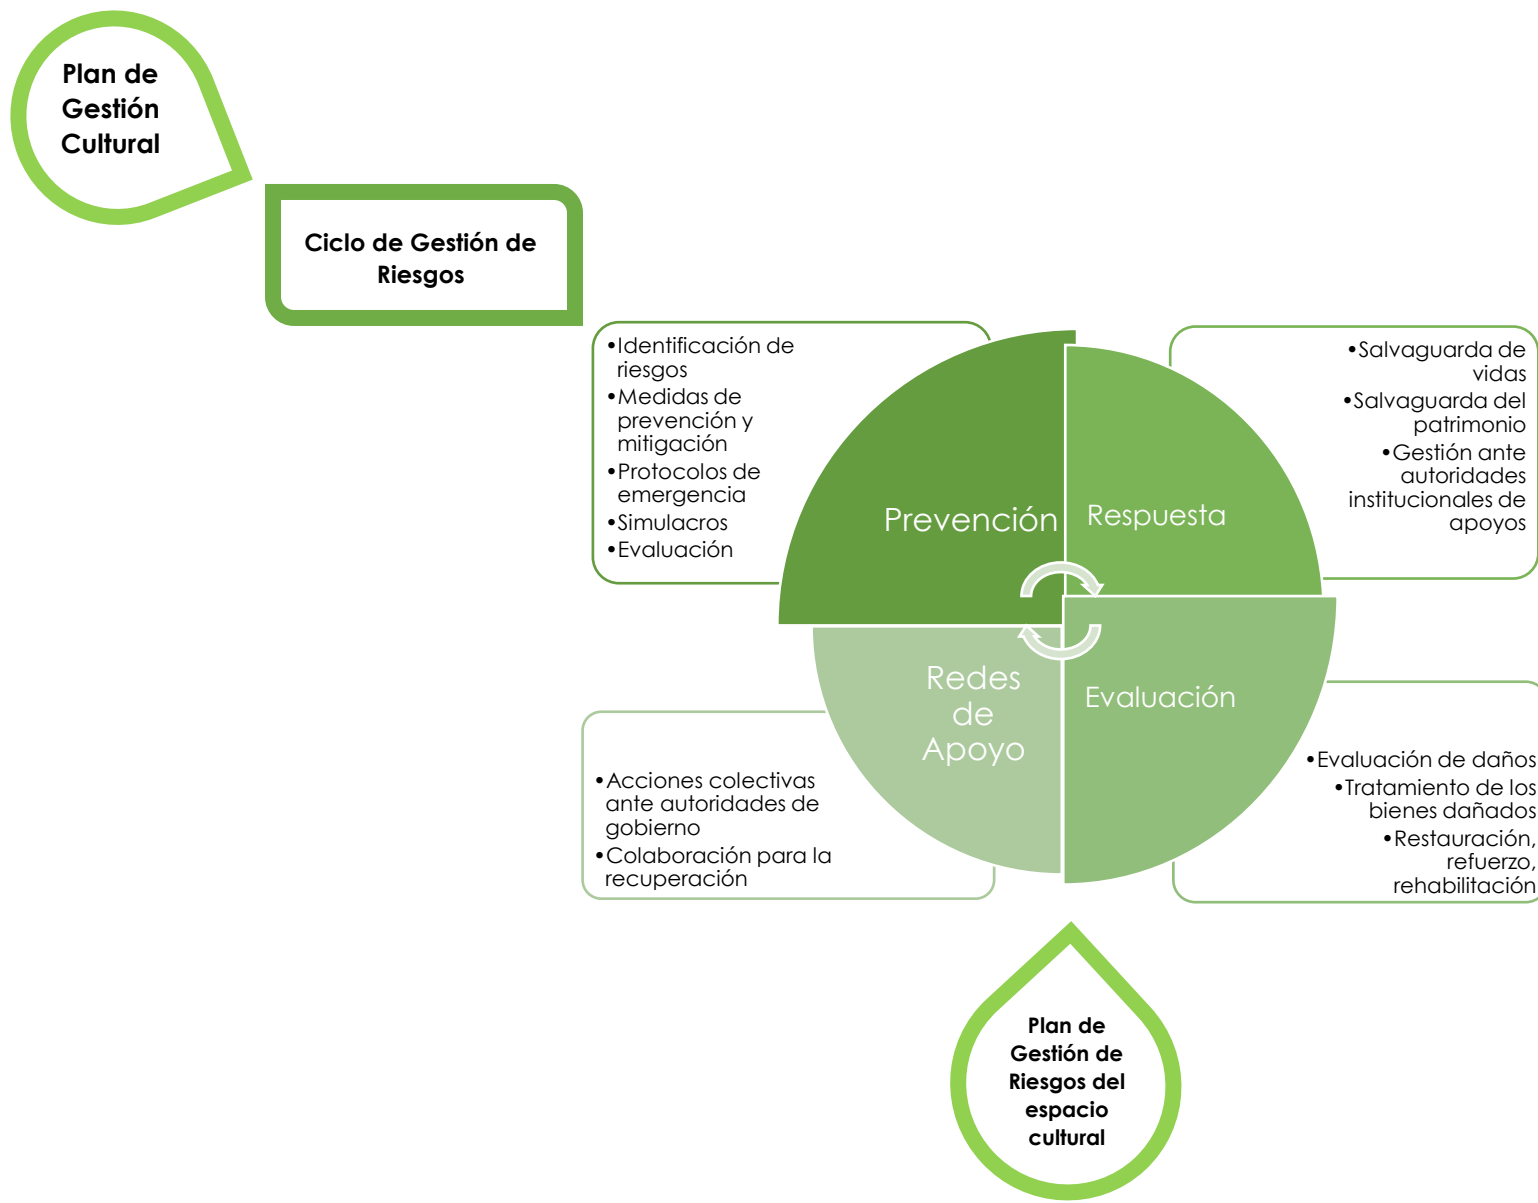 Plan de
Gestión
Cultural
Ciclo de Gestión de
Riesgos
•Identificación de
riesgos
•Medidas de
prevención y
mitigación
•Protocolos de
emergencia
•Simulacros
•Evaluación
Prevención
Respuesta
•Salvaguarda de
vidas
•Salvaguarda del
patrimonio
•Gestión ante
autoridades
institucionales de
apoyos
Redes
de
Apoyo
Evaluación
•Acciones colectivas
ante autoridades de
gobierno
•Colaboración para la
recuperación
•Evaluación de daños
•Tratamiento de los
bienes dañados
•Restauración,
refuerzo,
rehabilitación
Plan de
Gestión de
Riesgos del
espacio
cultural